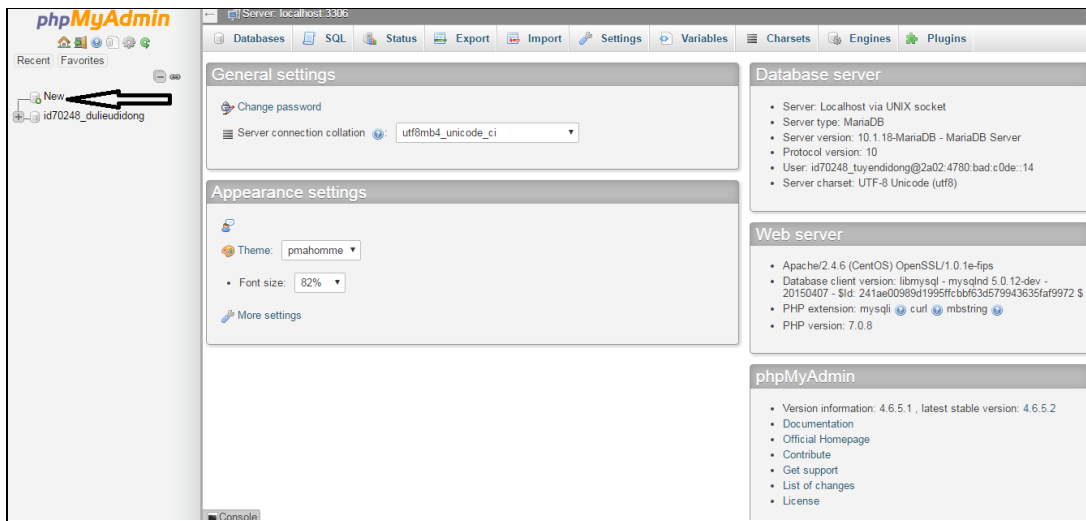 phpMyAdmin
Recent Favorites
New
id70248_dulieudidong
Server: localhost:3306
Databases SQL Status Export Import Settings Variables Charsets Engines Plugins
General settings
Change password
Server connection collation : utf8mb4_unicode_ci
Appearance settings
Theme: pmahomme
Font size: 82%
More settings
Database server
Server: Localhost via UNIX socket
Server type: MariaDB
Server version: 10.1.18-MariaDB - MariaDB Server
Protocol version: 10
User: id70248_tuyendidong@2a02:4780:bad:c0de::14
Server charset: UTF-8 Unicode (utf8)
Web server
Apache/2.4.6 (CentOS) OpenSSL/1.0.1e-fips
Database client version: libmysql - mysqlnd 5.0.12-dev -
20150407 - $Id: 241ae00989d1995ffcbbf63d579943635faf9972 $
PHP extension: mysqli curl mbstring
PHP version: 7.0.8
phpMyAdmin
Version information: 4.6.5.1 , latest stable version: 4.6.5.2
Documentation
Official Homepage
Contribute
Get support
List of changes
License
Console